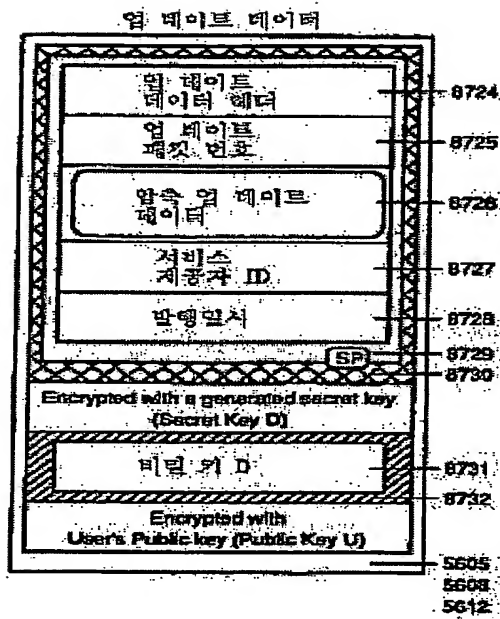 업 데이트 데이터
업 데이트
데이터 헤더
8724
업 데이트
패킷 번호
8725
압축 업 데이트
데이터
8726
서비스
제공자 ID
8727
발행일시
8728
SP
8729
8730
Encrypted with a generated secret key
(Secret Key D)
비밀 키 D
8731
8732
Encrypted with
User's Public key (Public Key U)
5605
5608
5612